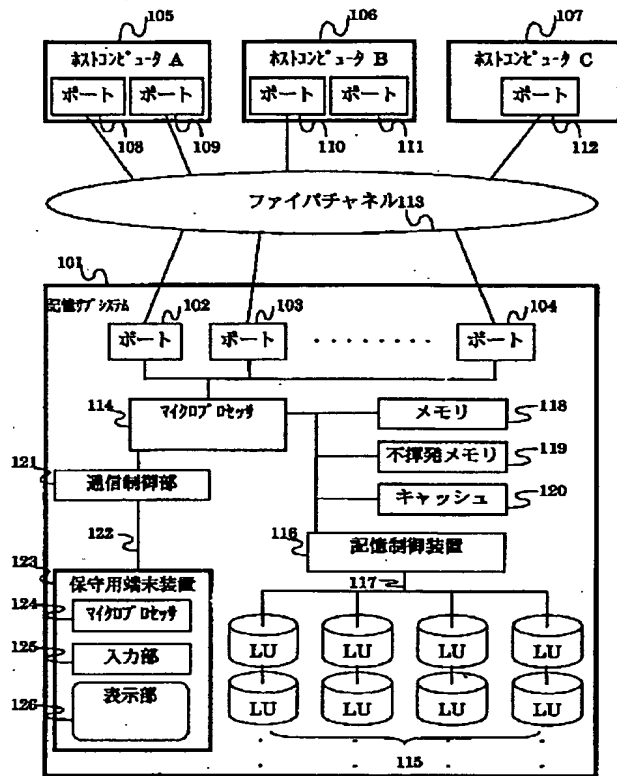 105
106
107
ホストコンピュータ A
ホストコンピュータ B
ホストコンピュータ C
ポート ポート
ポート ポート
ポート
108
109
110
111
112
ファイバチャネル113
101
記憶サブシステム
102
103
104
ポート
ポート
ポート
114
マイクロプロセッサ
メモリ
118
不揮発メモリ
119
キャッシュ
120
121
通信制御部
116
記憶制御装置
122
117
123
保守用端末装置
124
マイクロプロセッサ
125
入力部
126
表示部
LU LU LU LU
LU LU LU LU
115